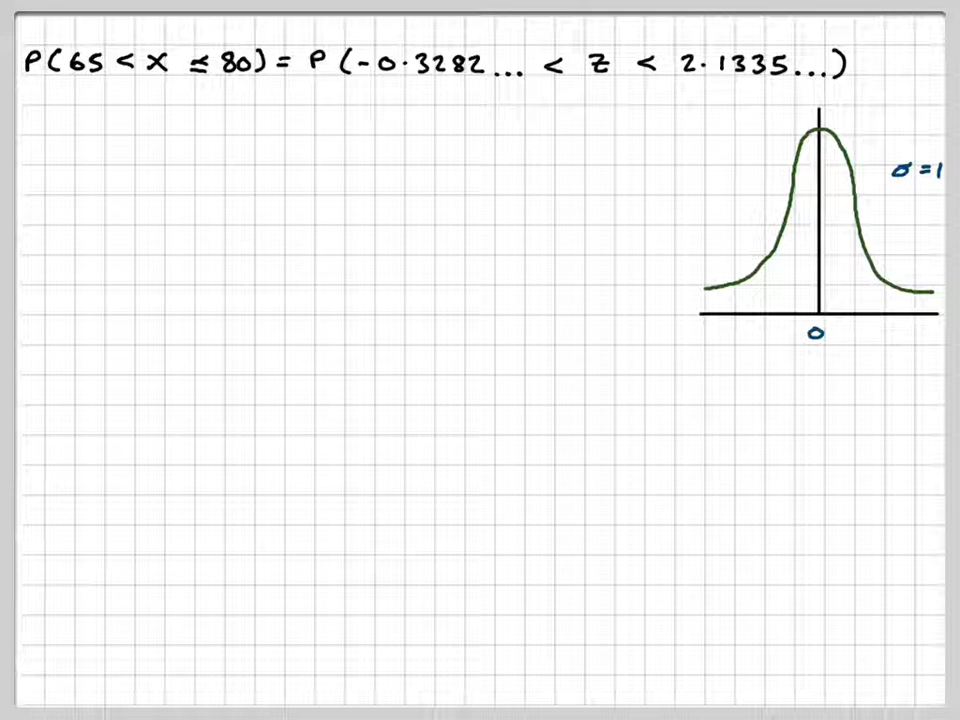 P(65 < X ≤ 80) = P(-0.3282... < Z < 2.1335...)
σ = 1
0